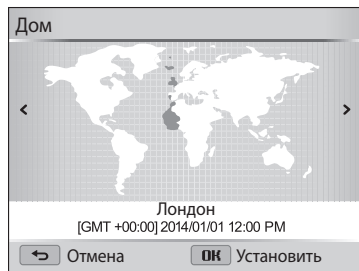 Дом
Лондон
[GMT +00:00] 2014/01/01 12:00 PM
Отмена
OK Установить